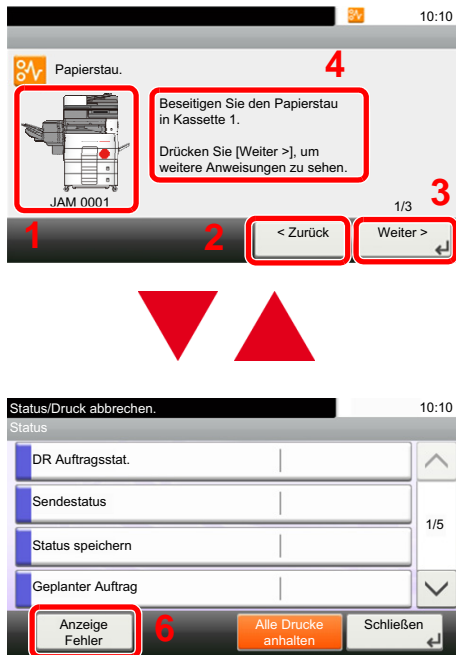 10:10
Papierstau.
4
Beseitigen Sie den Papierstau
in Kassette 1.
Drücken Sie [Weiter >], um
weitere Anweisungen zu sehen.
JAM 0001
1/3
3
1
2
< Zurück
Weiter >
Status/Druck abbrechen.
10:10
Status
DR Auftragsstat.
Sendestatus
1/5
Status speichern
Geplanter Auftrag
Anzeige
Fehler
6
Alle Drucke
anhalten
Schließen